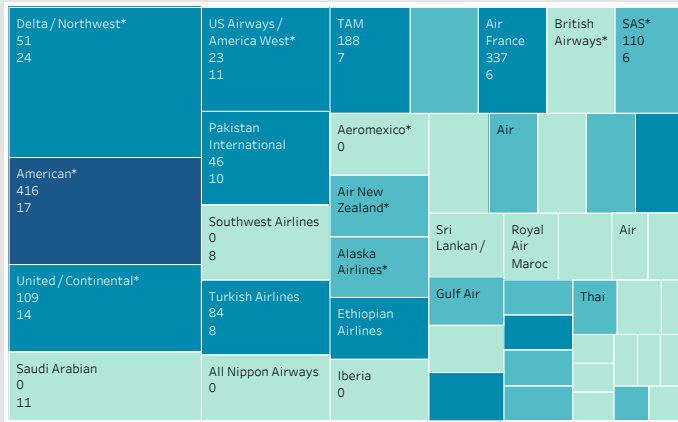 Delta / Northwest*
51
24
American*
416
17
United / Continental*
109
14
Saudi Arabian
0
11
US Airways /
America West*
23
11
Pakistan
International
46
10
Southwest Airlines
0
8
Turkish Airlines
84
8
All Nippon Airways
0
TAM
188
7
Air
France
337
6
British
Airways*
SAS*
110
6
Aeromexico*
0
Air New
Zealand*
Alaska
Airlines*
Ethiopian
Airlines
Iberia
0
Air
Sri
Lankan /
Royal
Air
Maroc
Air
Gulf Air
Thai